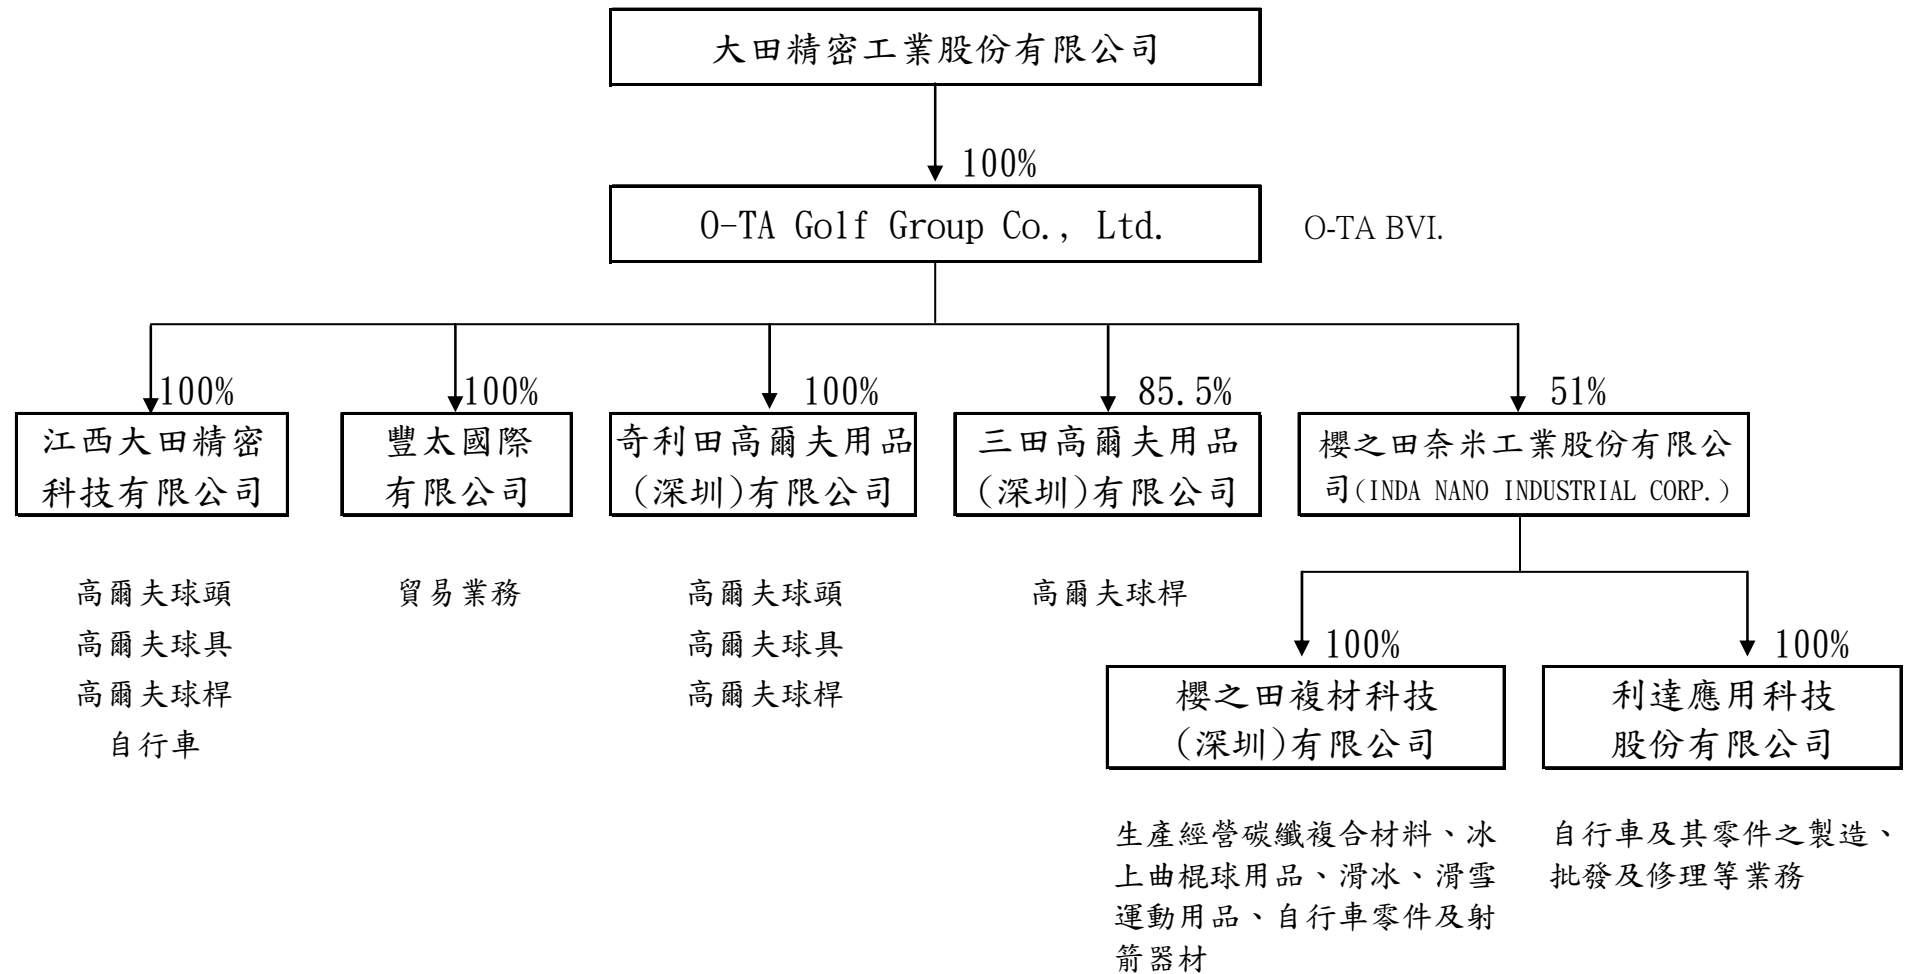 大田精密工業股份有限公司
100%
O-TA Golf Group Co., Ltd.
O-TA BVI.
100%
100%
100%
85.5%
51%
江西大田精密
科技有限公司
豐太國際
有限公司
奇利田高爾夫用品
(深圳)有限公司
三田高爾夫用品
(深圳)有限公司
櫻之田奈米工業股份有限公
司(INDA NANO INDUSTRIAL CORP.)
高爾夫球頭
高爾夫球具
高爾夫球桿
自行車
貿易業務
高爾夫球頭
高爾夫球具
高爾夫球桿
高爾夫球桿
100%
100%
櫻之田複材科技
(深圳)有限公司
利達應用科技
股份有限公司
生產經營碳纖複合材料、冰
上曲棍球用品、滑冰、滑雪
運動用品、自行車零件及射
箭器材
自行車及其零件之製造、
批發及修理等業務